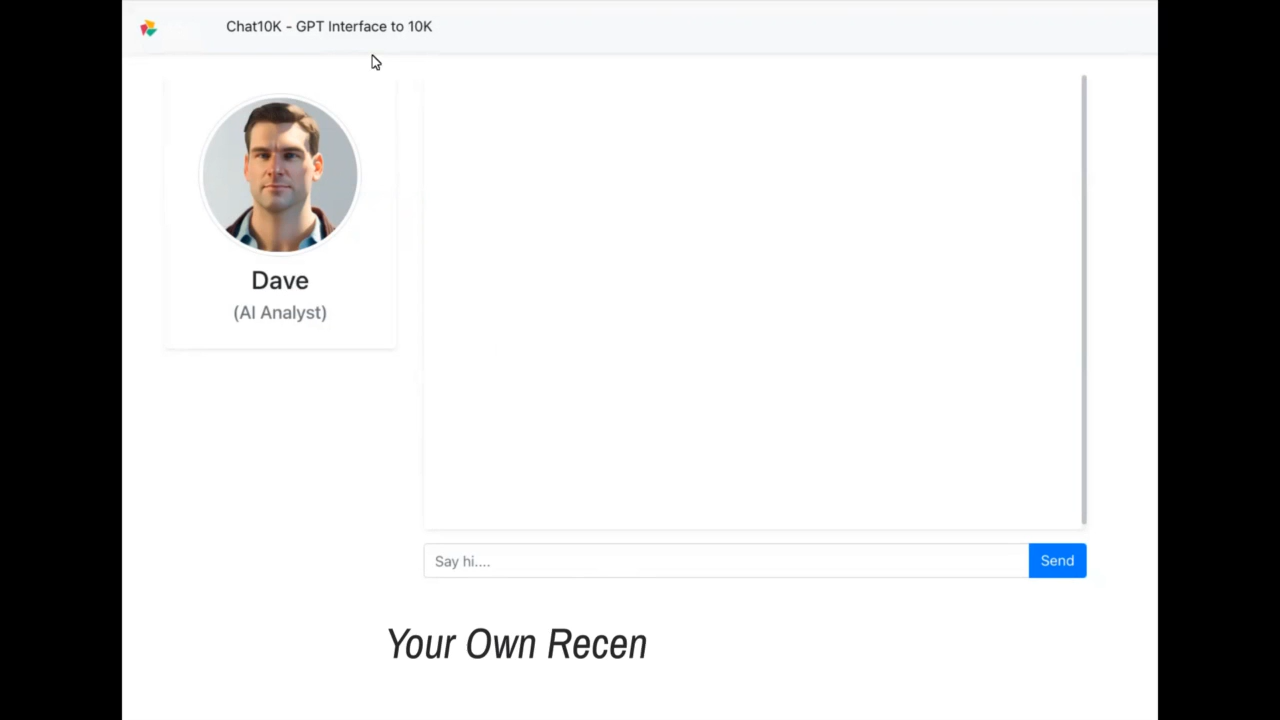 Chat10K - GPT Interface to 10K
Dave
(AI Analyst)
Say hi....
Send
Your Own Recen